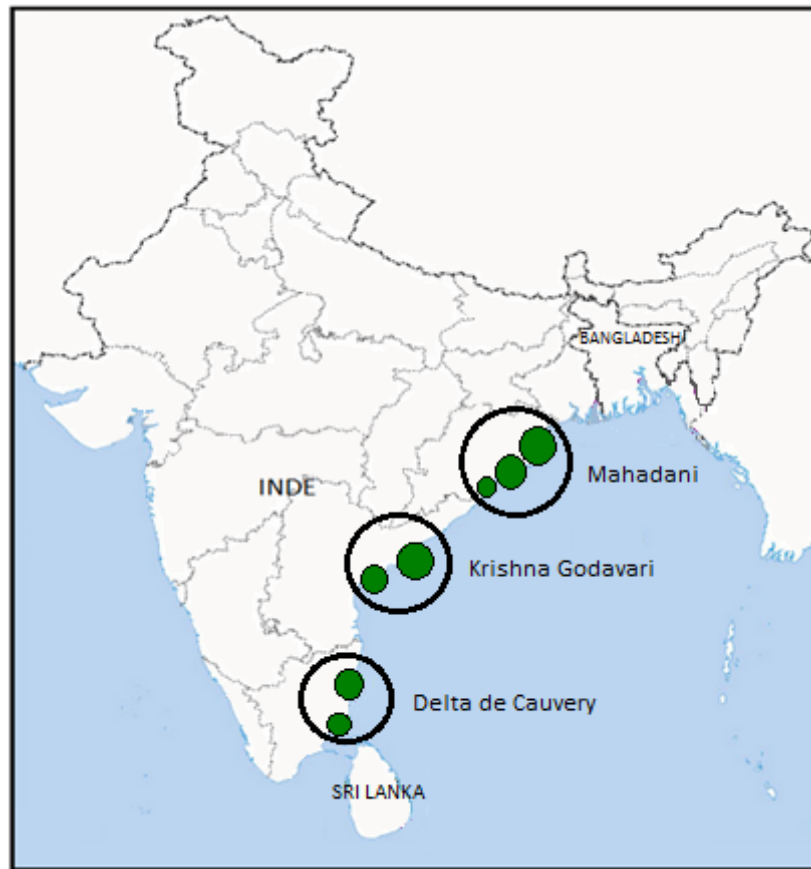 BANGLADESH
Mahadani
INDE
Krishna Godavari
Delta de Cauvery
SRI LANKA